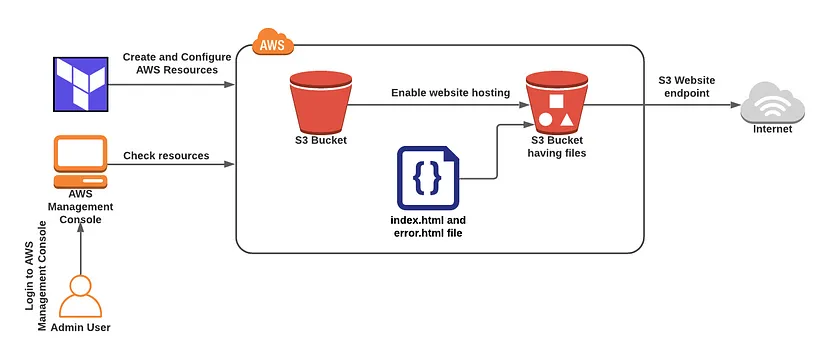 AWS
Create and Configure
AWS Resources
Enable website hosting
S3 Website
endpoint
S3 Bucket
S3 Bucket
having files
Internet
Check resources
{}
AWS
Management
Console
index.html and
error.html file
Login to AWS
Management Console
Admin User